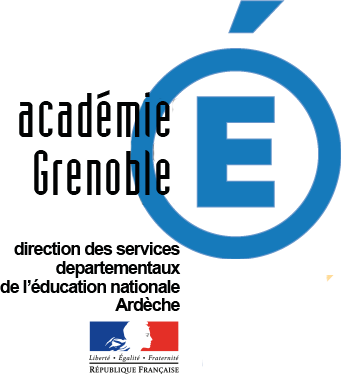 académie
Grenoble
É
direction des services
departementaux
de l'éducation nationale
Ardèche
Liberté • Égalité • Fraternité
RÉPUBLIQUE FRANÇAISE